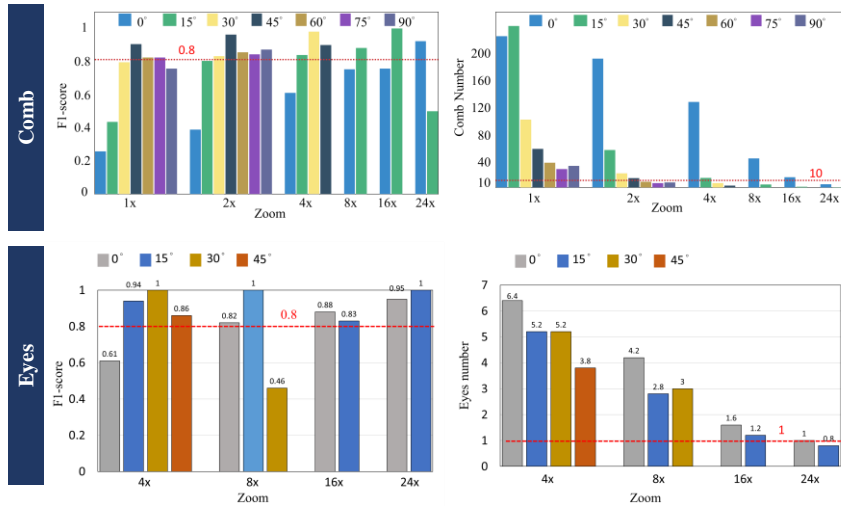 Comb
0° 15° 30° 45° 60° 75° 90°
F1-score
1
0.8
0.6
0.4
0.2
0
0.8
1x 2x 4x 8x 16x 24x
Zoom
0° 15° 30° 45° 60° 75° 90°
Comb Number
200
160
120
80
40
10
10
1x 2x 4x 8x 16x 24x
Zoom
Eyes
0° 15° 30° 45°
F1-score
1
0.8
0.6
0.4
0.2
0
0.61 0.94 1 0.86
0.82 1 0.46
0.8
0.88 0.83
0.95 1
4x 8x 16x 24x
Zoom
0° 15° 30° 45°
Eyes number
7
6
5
4
3
2
1
0
6.4 5.2 5.2 3.8
4.2 2.8 3
1.6 1.2
1
1 0.8
4x 8x 16x 24x
Zoom